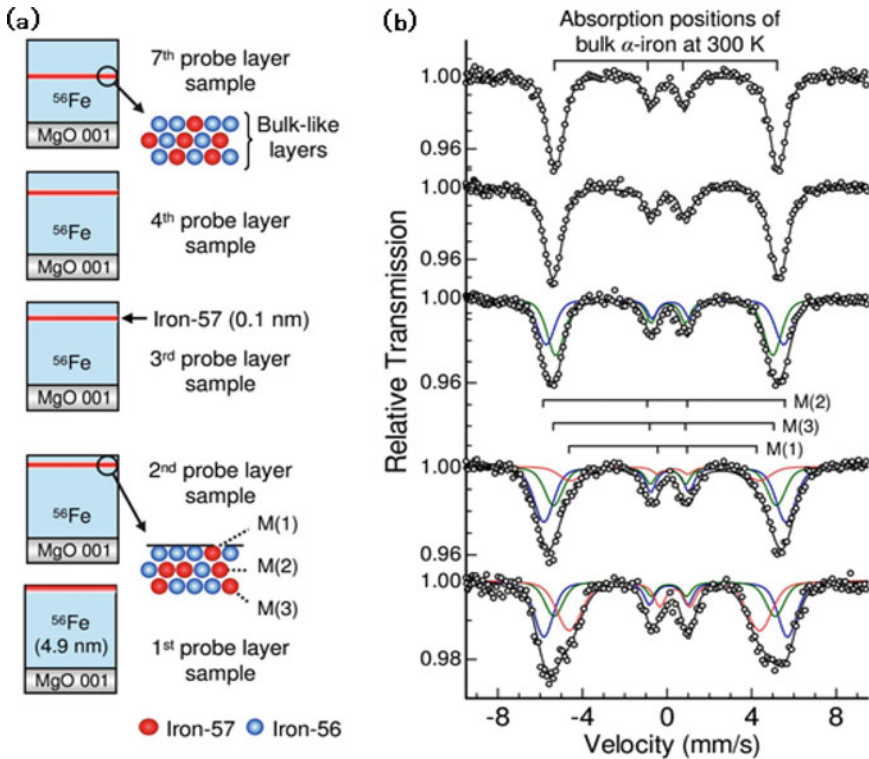 (a)
7th probe layer
sample
56Fe
MgO 001
Bulk-like
layers
4th probe layer
sample
56Fe
MgO 001
Iron-57 (0.1 nm)
3rd probe layer
sample
56Fe
MgO 001
2nd probe layer
sample
56Fe
MgO 001
M(1)
M(2)
M(3)
56Fe
(4.9 nm)
MgO 001
1st probe layer
sample
Iron-57 Iron-56
(b)
Absorption positions of
bulk α-iron at 300 K
Relative Transmission
1.00
0.96
1.00
0.96
1.00
0.96
M(2)
M(3)
M(1)
1.00
0.96
1.00
0.98
-8 -4 0 4 8
Velocity (mm/s)